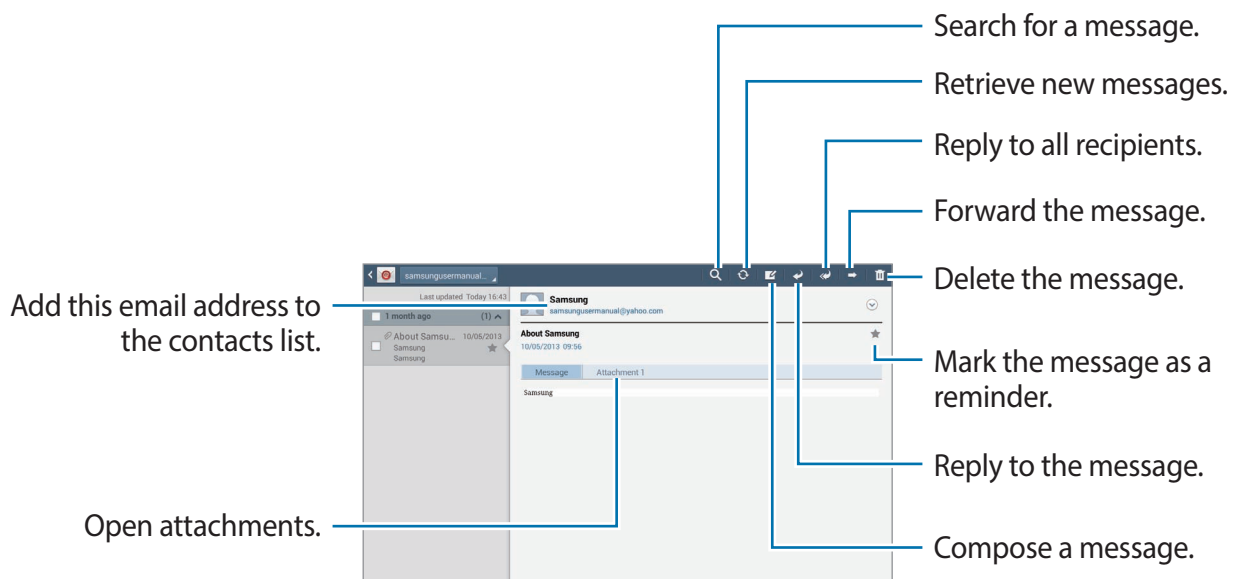 Search for a message.
Retrieve new messages.
Reply to all recipients.
Forward the message.
Delete the message.
Mark the message as a
reminder.
Reply to the message.
Compose a message.
Add this email address to
the contacts list.
Open attachments.
samsungusermanual...
Last updated Today 16:43
1 month ago (1)
About Samsu... 10/05/2013
Samsung
Samsung
Samsung
samsungusermanual@yahoo.com
About Samsung
10/05/2013 09:56
Message Attachment 1
Samsung